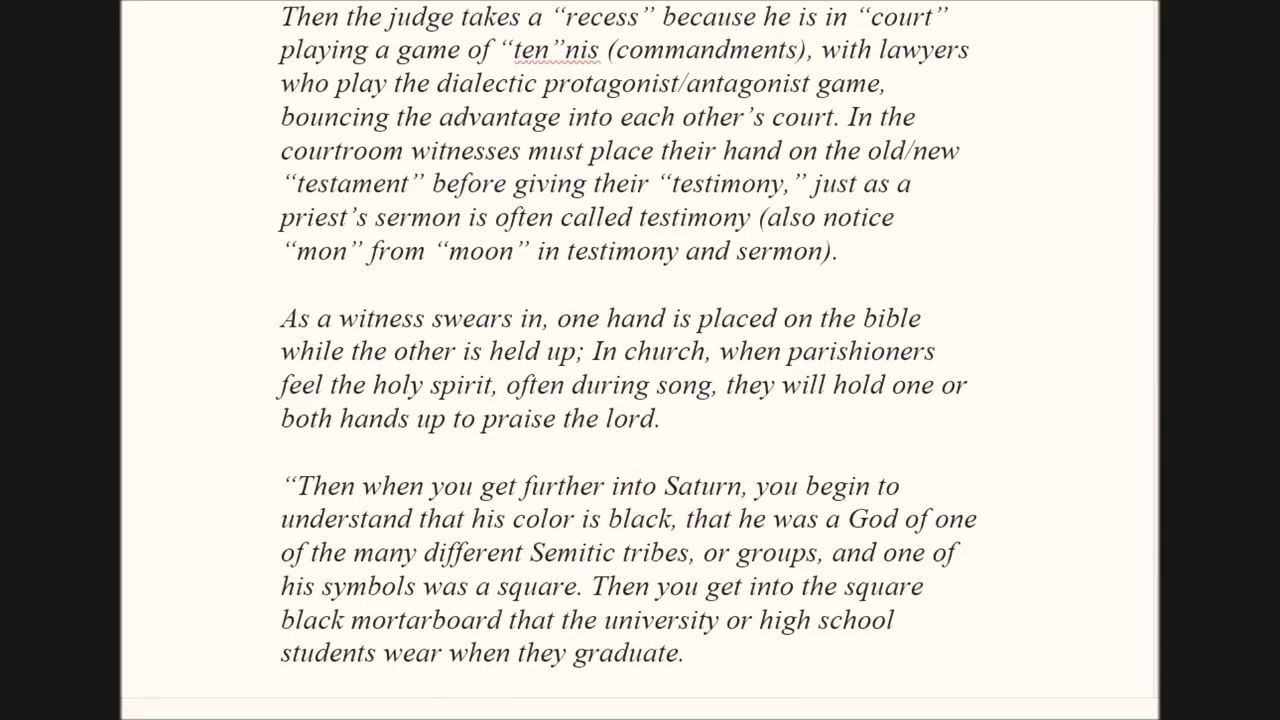 Then the judge takes a “recess” because he is in “court”
playing a game of “ten”nis (commandments), with lawyers
who play the dialectic protagonist/antagonist game,
bouncing the advantage into each other’s court. In the
courtroom witnesses must place their hand on the old/new
“testament” before giving their “testimony,” just as a
priest’s sermon is often called testimony (also notice
“mon” from “moon” in testimony and sermon).
As a witness swears in, one hand is placed on the bible
while the other is held up; In church, when parishioners
feel the holy spirit, often during song, they will hold one or
both hands up to praise the lord.
“Then when you get further into Saturn, you begin to
understand that his color is black, that he was a God of one
of the many different Semitic tribes, or groups, and one of
his symbols was a square. Then you get into the square
black mortarboard that the university or high school
students wear when they graduate.